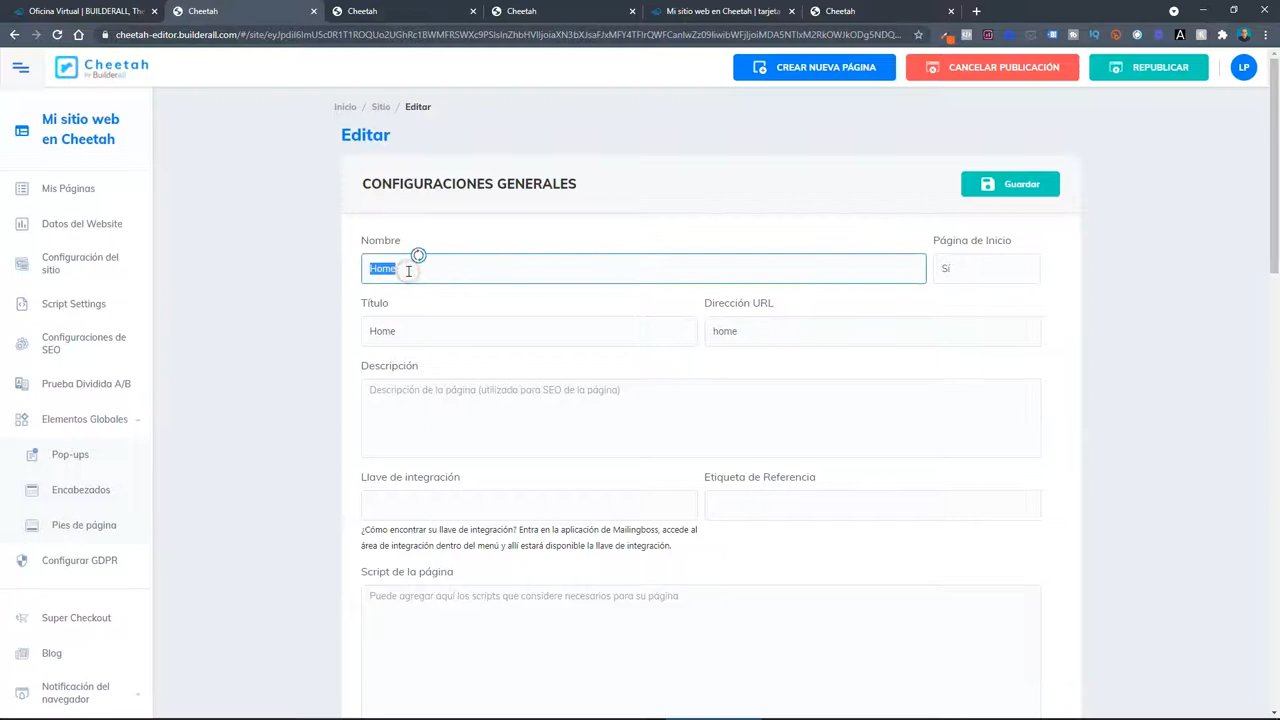 Oficina Virtual | BUILDERALL, The
Cheetah
Cheetah
Cheetah
Mi sitio web en Cheetah | tarjeta
Cheetah
cheetah-editor.builderall.com/#/site/
Cheetah
by Builderall
CREAR NUEVA PÁGINA
CANCELAR PUBLICACIÓN
REPUBLICAR
LP
Mi sitio web
en Cheetah
Mis Páginas
Datos del Website
Configuración del
sitio
Script Settings
Configuraciones de
SEO
Prueba Dividida A/B
Elementos Globales
Pop-ups
Encabezados
Pies de página
Configurar GDPR
Super Checkout
Blog
Notificación del
navegador
Inicio / Sitio / Editar
Editar
CONFIGURACIONES GENERALES
Guardar
Nombre
Página de Inicio
Home
Sí
Título
Dirección URL
Home
home
Descripción
Descripción de la página (utilizada para SEO de la página)
Llave de integración
Etiqueta de Referencia
¿Cómo encontrar su llave de integración? Entra en la aplicación de Mailingboss, accede al
área de integración dentro del menú y allí estará disponible la llave de integración.
Script de la página
Puede agregar aquí los scripts que considere necesarios para su página